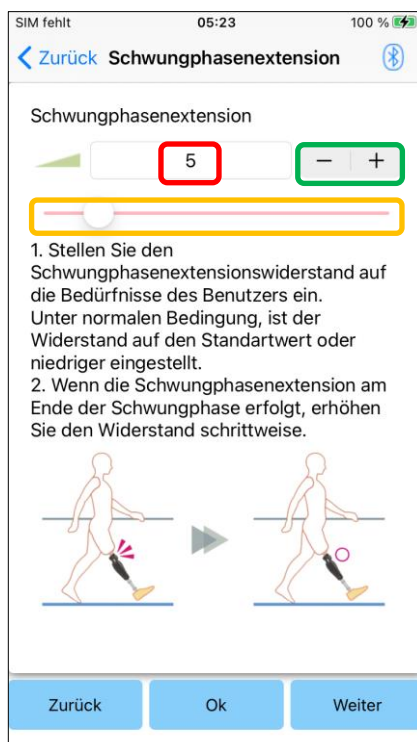 SIM fehlt 05:23 100 %
Zurück Schwungphasenextension
Schwungphasenextension
5 − +
1. Stellen Sie den
Schwungphasenextensionswiderstand auf
die Bedürfnisse des Benutzers ein.
Unter normalen Bedingung, ist der
Widerstand auf den Standartwert oder
niedriger eingestellt.
2. Wenn die Schwungphasenextension am
Ende der Schwungphase erfolgt, erhöhen
Sie den Widerstand schrittweise.
Zurück Ok Weiter